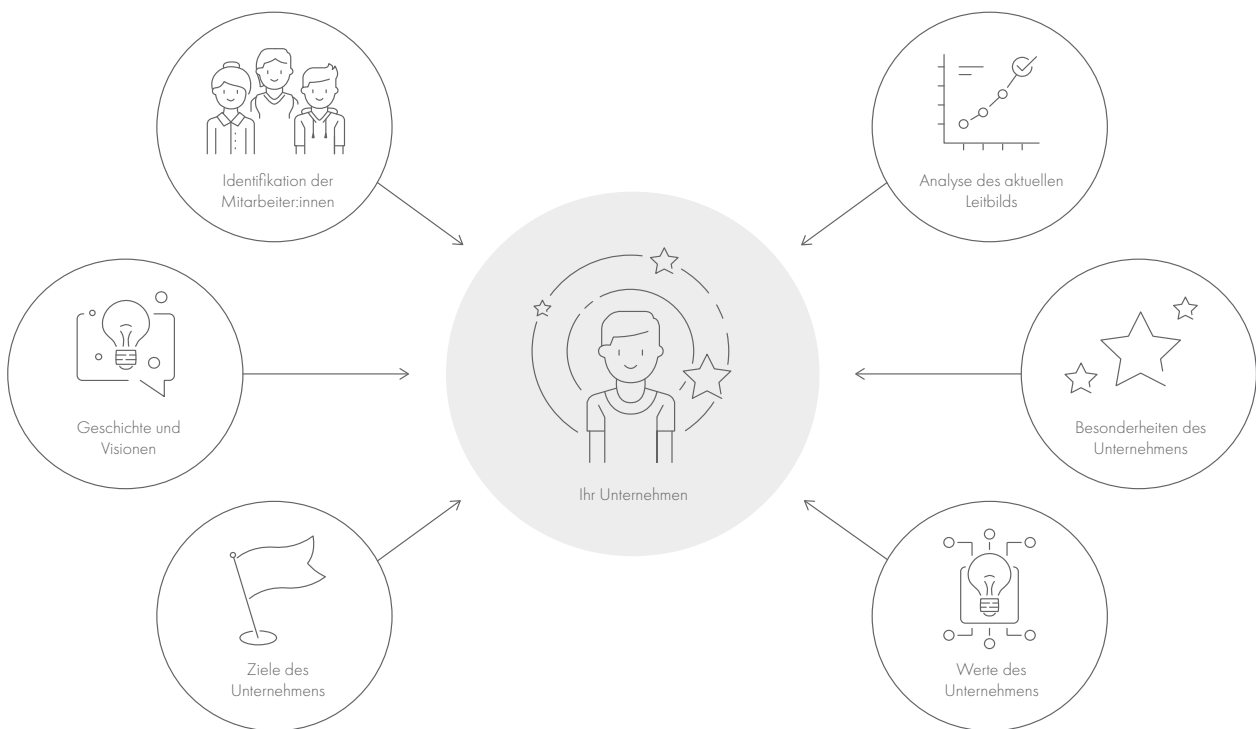 Identifikation der
Mitarbeiter:innen
Analyse des aktuellen
Leitbilds
Geschichte und
Visionen
Ihr Unternehmen
Besonderheiten des
Unternehmens
Ziele des
Unternehmens
Werte des
Unternehmens